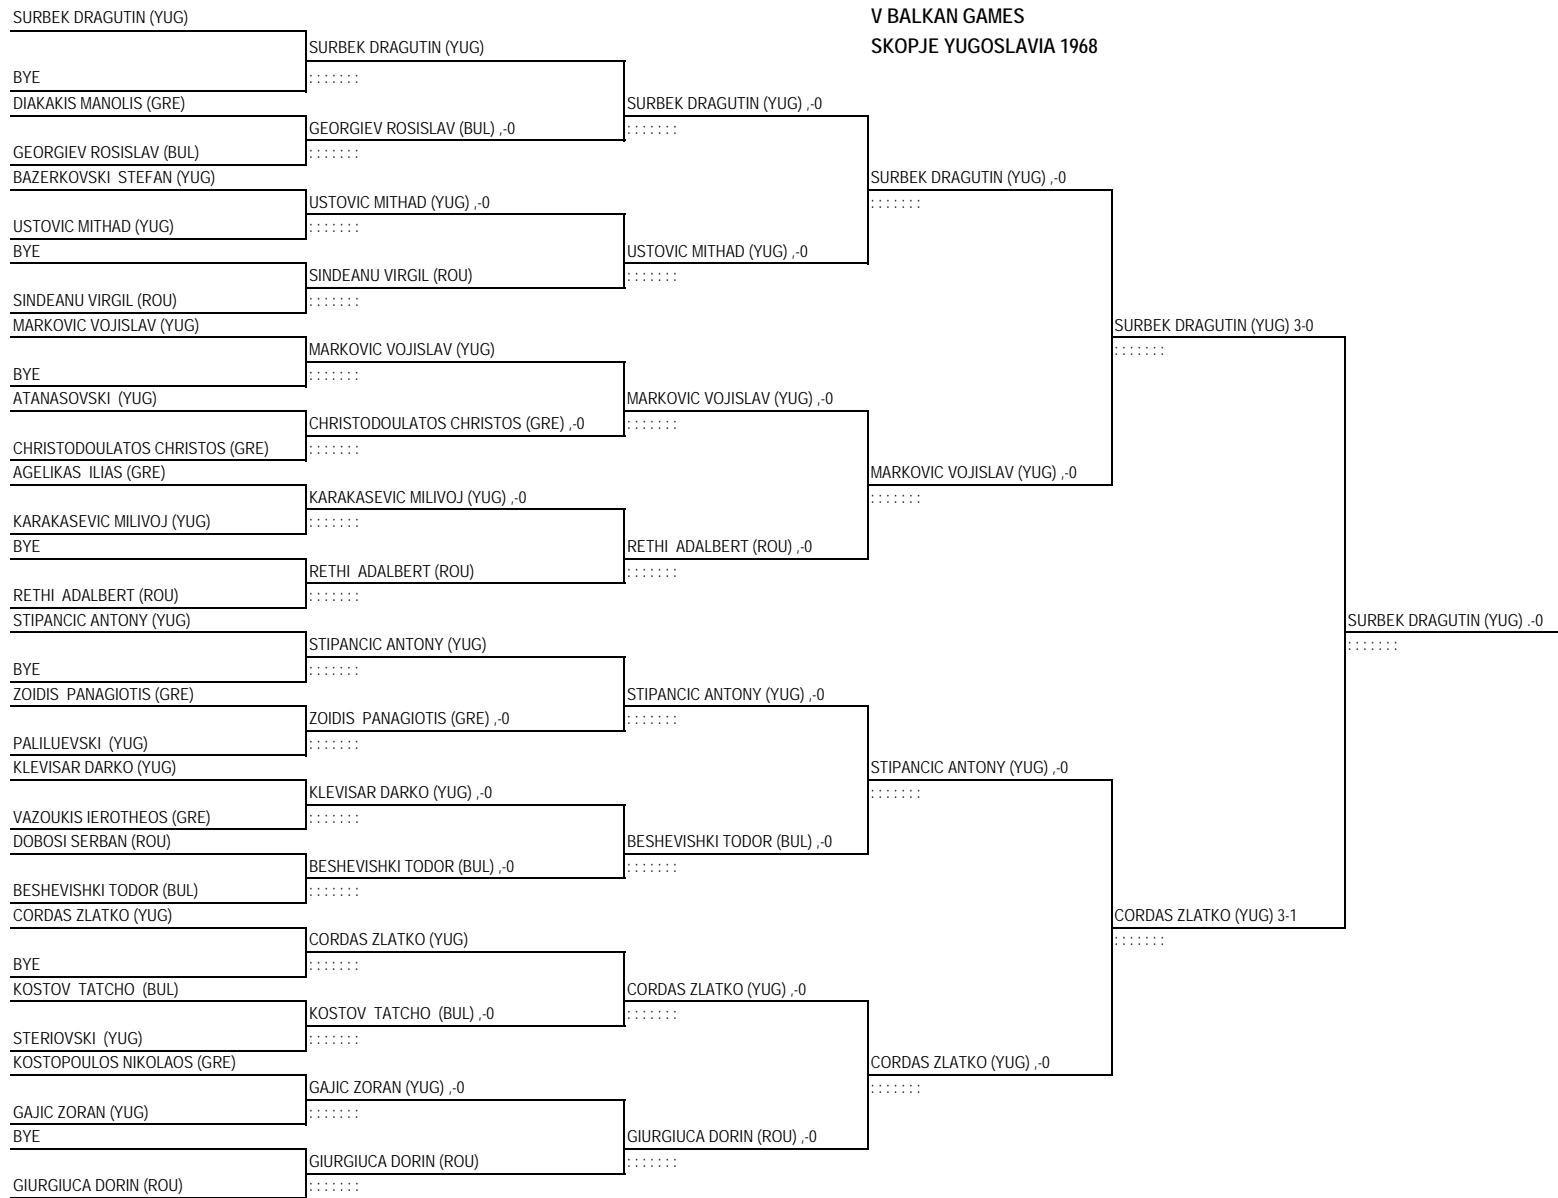 V BALKAN GAMES
SKOPJE YUGOSLAVIA 1968
SURBEK DRAGUTIN (YUG)
BYE
DIAKAKIS MANOLIS (GRE)
GEORGIEV ROSISLAV (BUL)
BAZERKOVSKI STEFAN (YUG)
USTOVIC MITHAD (YUG)
BYE
SINDEANU VIRGIL (ROU)
MARKOVIC VOJISLAV (YUG)
BYE
ATANASOVSKI (YUG)
CHRISTODOULATOS CHRISTOS (GRE)
AGELIKAS ILIAS (GRE)
KARAKASEVIC MILIVOJ (YUG)
BYE
RETHI ADALBERT (ROU)
STIPANCIC ANTONY (YUG)
BYE
ZOIDIS PANAGIOTIS (GRE)
PALILUEVSKI (YUG)
KLEVISAR DARKO (YUG)
VAZOUKIS IEROTHEOS (GRE)
DOBOSI SERBAN (ROU)
BESHEVISHKI TODOR (BUL)
CORDAS ZLATKO (YUG)
BYE
KOSTOV TATCHO (BUL)
STERIOVSKI (YUG)
KOSTOPOULOS NIKOLAOS (GRE)
GAJIC ZORAN (YUG)
BYE
GIURGIUCA DORIN (ROU)
SURBEK DRAGUTIN (YUG)
: : : : : : :
GEORGIEV ROSISLAV (BUL) ,-0
: : : : : : :
USTOVIC MITHAD (YUG) ,-0
: : : : : : :
SINDEANU VIRGIL (ROU)
: : : : : : :
MARKOVIC VOJISLAV (YUG)
: : : : : : :
CHRISTODOULATOS CHRISTOS (GRE) ,-0
: : : : : : :
KARAKASEVIC MILIVOJ (YUG) ,-0
: : : : : : :
RETHI ADALBERT (ROU)
: : : : : : :
STIPANCIC ANTONY (YUG)
: : : : : : :
ZOIDIS PANAGIOTIS (GRE) ,-0
: : : : : : :
KLEVISAR DARKO (YUG) ,-0
: : : : : : :
BESHEVISHKI TODOR (BUL) ,-0
: : : : : : :
CORDAS ZLATKO (YUG)
: : : : : : :
KOSTOV TATCHO (BUL) ,-0
: : : : : : :
GAJIC ZORAN (YUG) ,-0
: : : : : : :
GIURGIUCA DORIN (ROU)
: : : : : : :
SURBEK DRAGUTIN (YUG) ,-0
: : : : : : :
USTOVIC MITHAD (YUG) ,-0
: : : : : : :
MARKOVIC VOJISLAV (YUG) ,-0
: : : : : : :
RETHI ADALBERT (ROU) ,-0
: : : : : : :
STIPANCIC ANTONY (YUG) ,-0
: : : : : : :
BESHEVISHKI TODOR (BUL) ,-0
: : : : : : :
CORDAS ZLATKO (YUG) ,-0
: : : : : : :
GIURGIUCA DORIN (ROU) ,-0
: : : : : : :
SURBEK DRAGUTIN (YUG) ,-0
: : : : : : :
MARKOVIC VOJISLAV (YUG) ,-0
: : : : : : :
STIPANCIC ANTONY (YUG) ,-0
: : : : : : :
CORDAS ZLATKO (YUG) ,-0
: : : : : : :
SURBEK DRAGUTIN (YUG) 3-0
: : : : : : :
CORDAS ZLATKO (YUG) 3-1
: : : : : : :
SURBEK DRAGUTIN (YUG) .-0
: : : : : : :